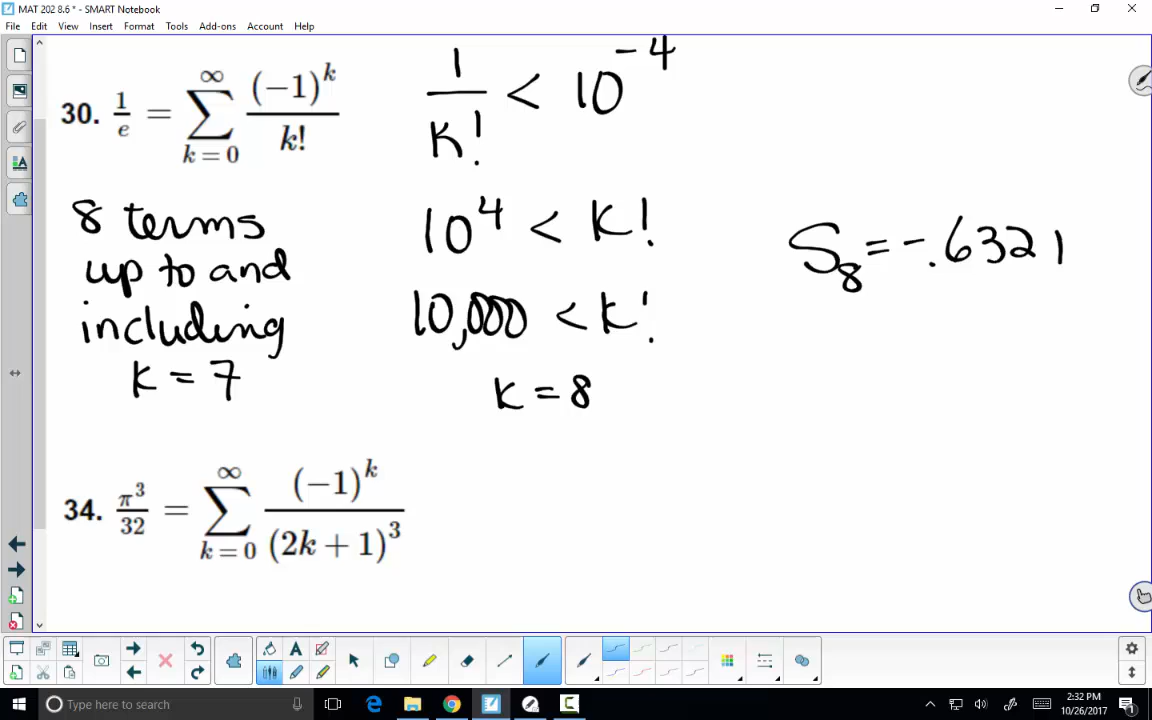 MAT 202 8.6 * - SMART Notebook
File Edit View Insert Format Tools Add-ons Account Help
30. 1/e = ∑ k=0 ∞ (−1)^k / k!
1/k! < 10^-4
8 terms
up to and
including
k = 7
10^4 < k!
10,000 < k!
k = 8
S_8 = -.6321
34. π^3/32 = ∑ k=0 ∞ (−1)^k / (2k + 1)^3
Type here to search
2:32 PM
10/26/2017
1